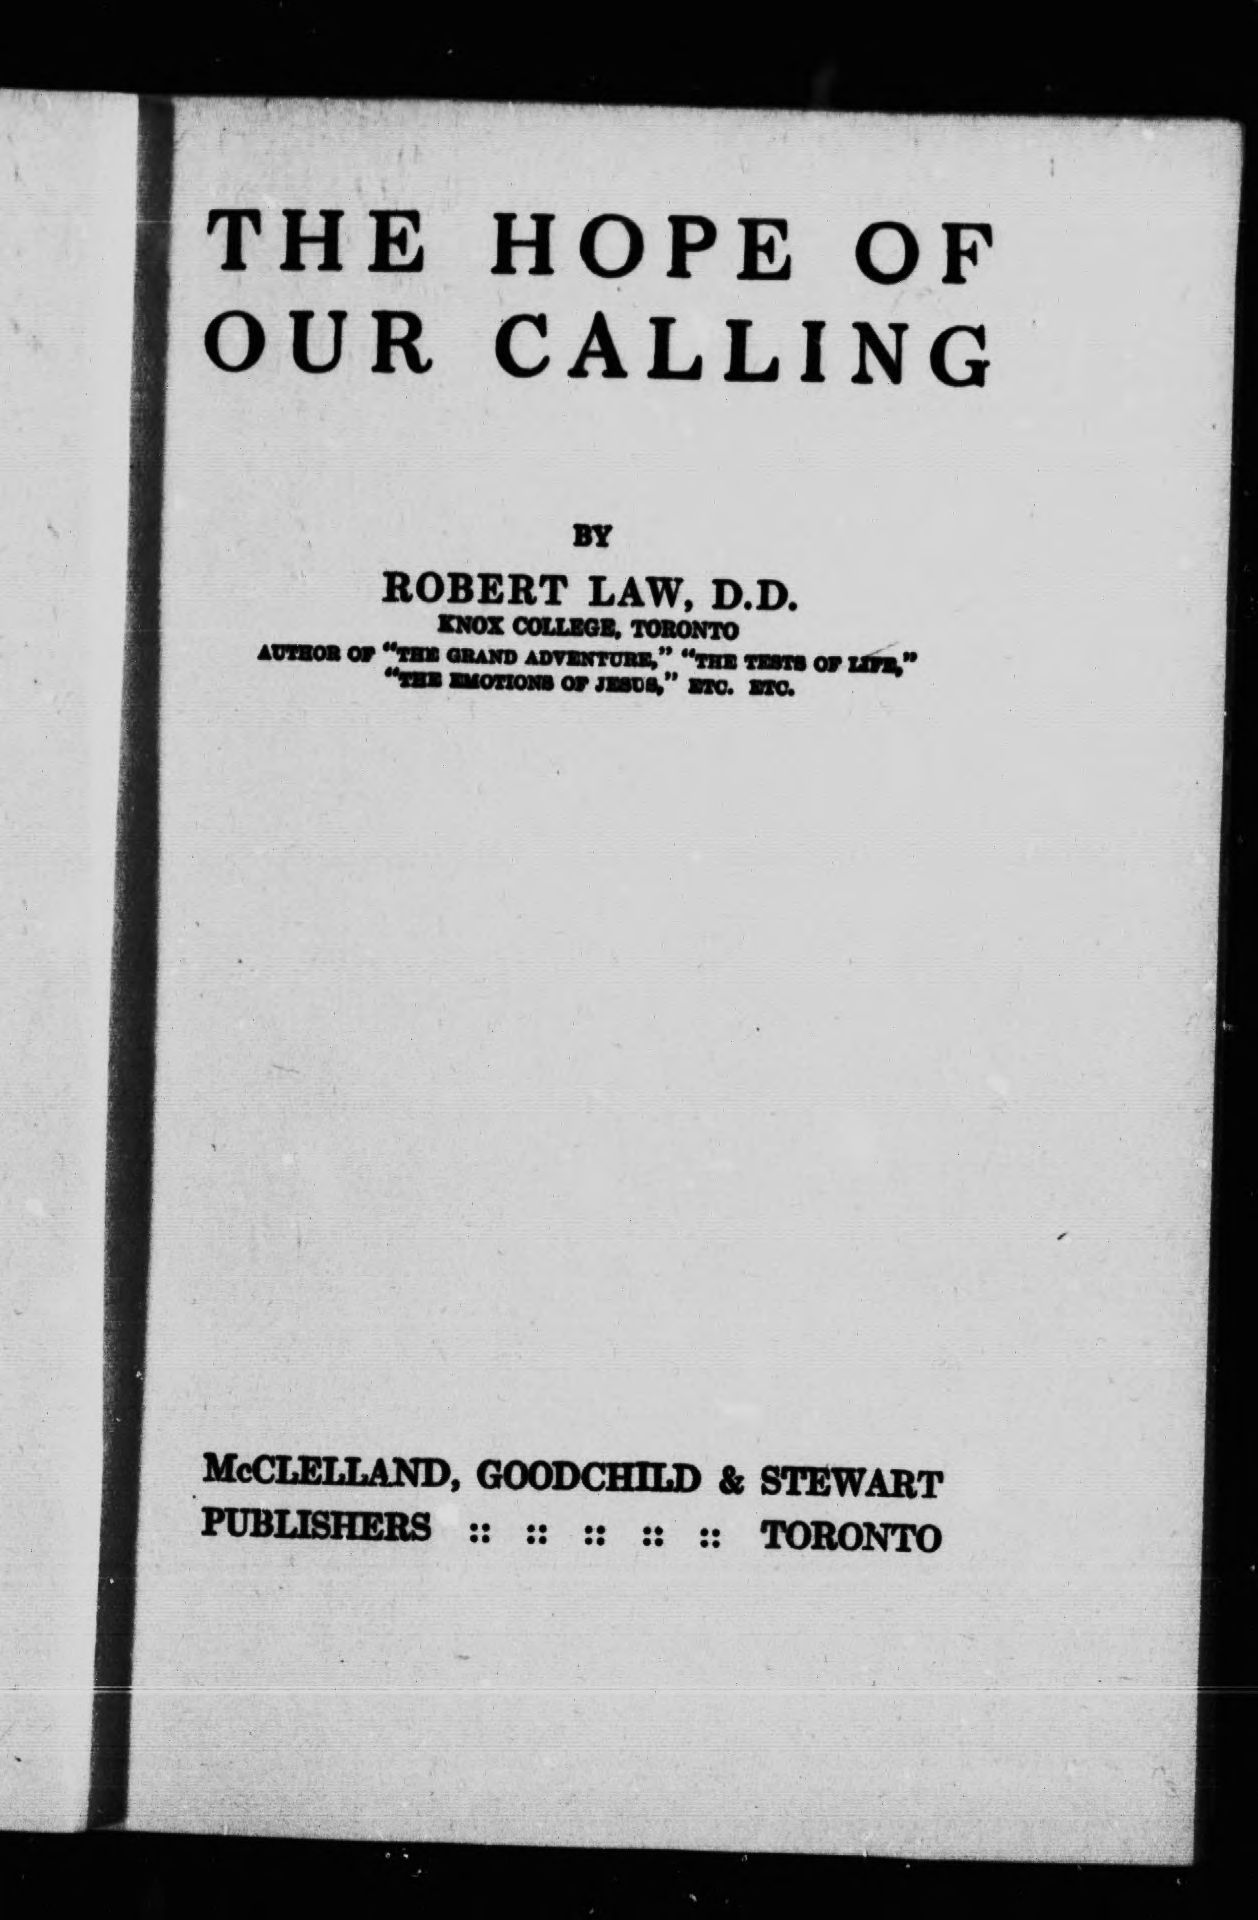 THE HOPE OF
OUR CALLING
BY
ROBERT LAW, D.D.
KNOX COLLEGE, TORONTO
AUTHOR OF "THE GRAND ADVENTURE," "THE TESTS OF LIFE,"
"THE EMOTIONS OF JESUS," ETC. ETC.
McCLELLAND, GOODCHILD & STEWART
PUBLISHERS :: :: :: :: :: TORONTO